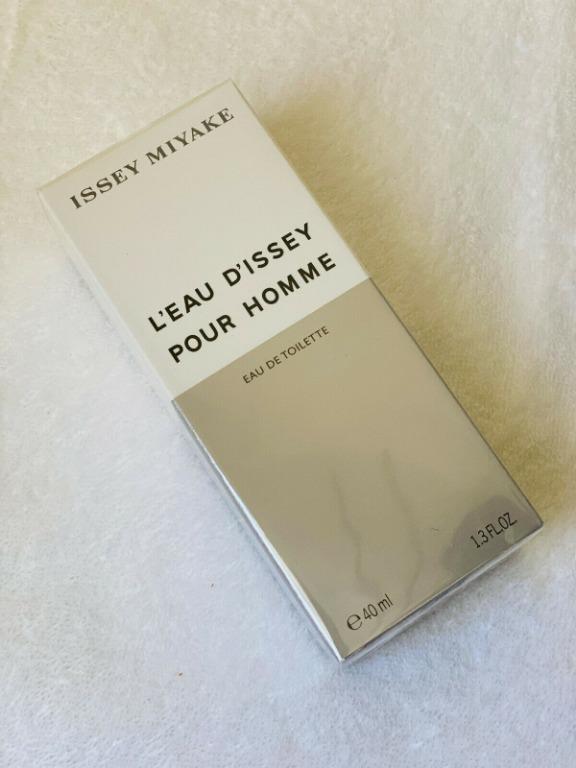 ISSEY MIYAKE
L'EAU D'ISSEY
POUR HOMME
EAU DE TOILETTE
℮ 40 ml
1.3 FL.OZ.